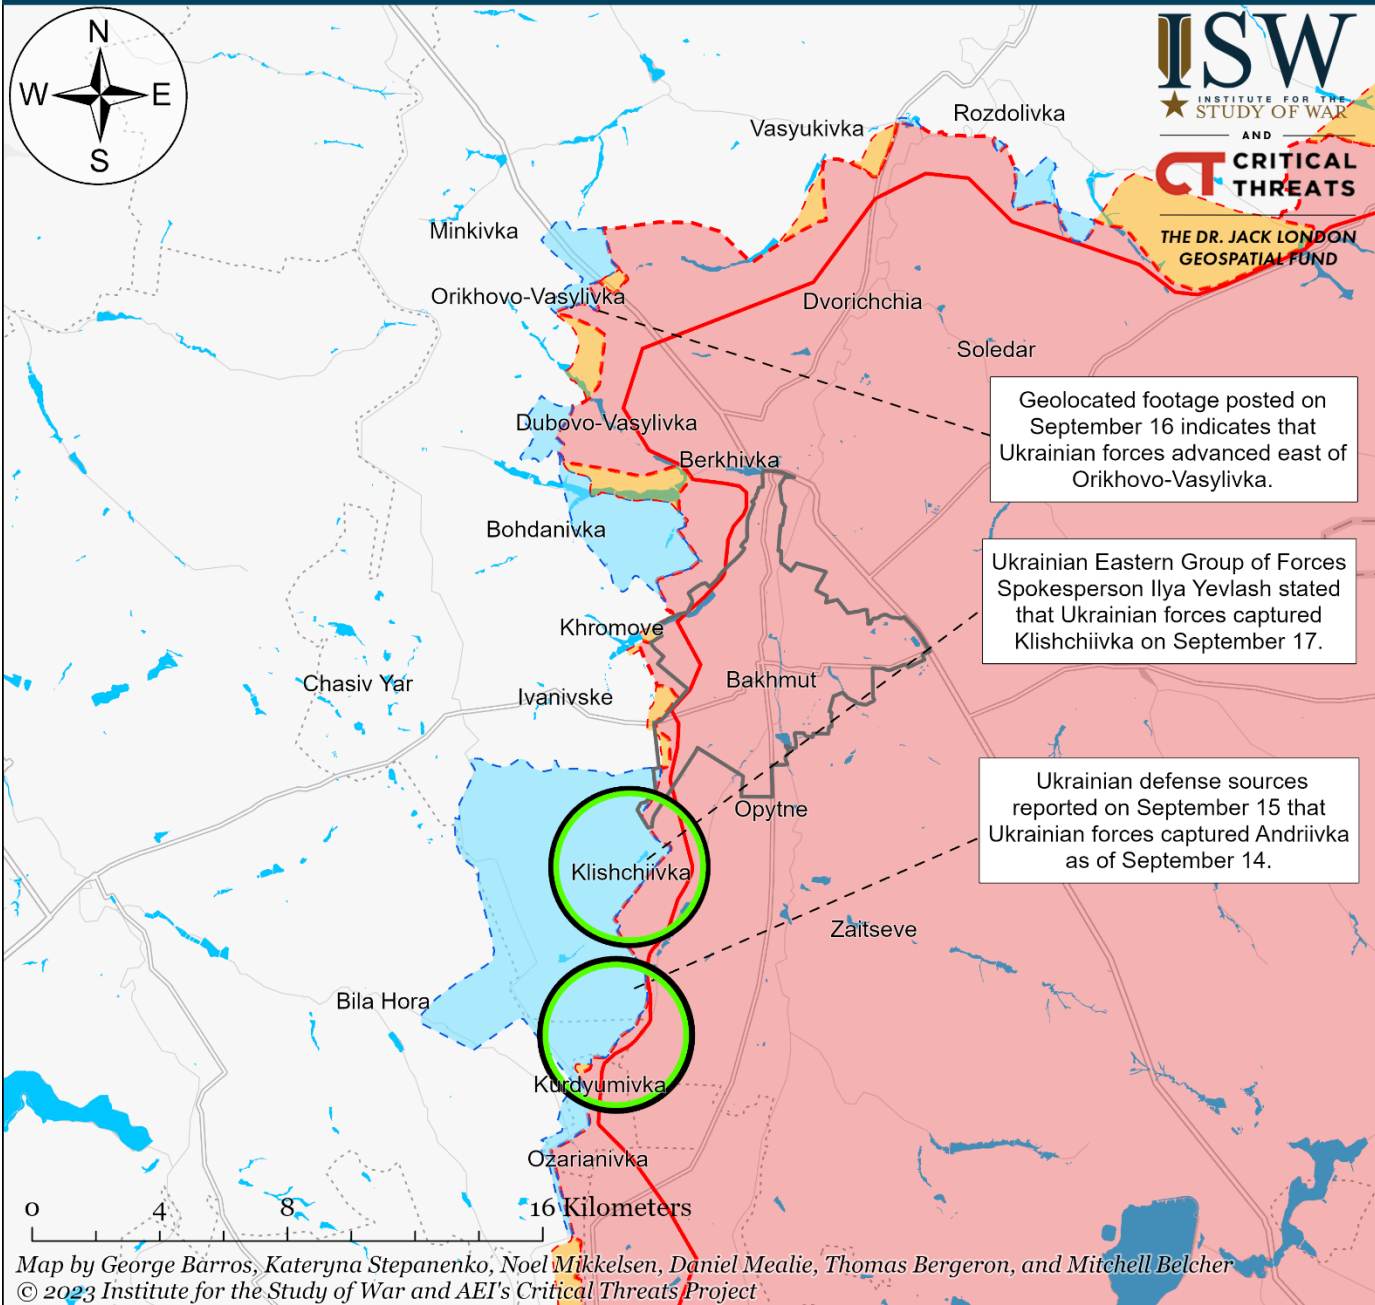 N
W E
S
ISW
INSTITUTE FOR THE
STUDY OF WAR
AND
CT CRITICAL
THREATS
THE DR. JACK LONDON
GEOSPATIAL FUND
Rozdolivka
Vasyukivka
Minkivka
Orikhovo-Vasylivka
Dvorichchia
Soledar
Geolocated footage posted on
September 16 indicates that
Ukrainian forces advanced east of
Orikhovo-Vasylivka.
Dubovo-Vasylivka
Berkhivka
Bohdanivka
Ukrainian Eastern Group of Forces
Spokesperson Ilya Yevlash stated
that Ukrainian forces captured
Klishchiivka on September 17.
Khromove
Chasiv Yar
Ivanivske
Bakhmut
Opytne
Ukrainian defense sources
reported on September 15 that
Ukrainian forces captured Andriivka
as of September 14.
Klishchiivka
Zaitseve
Bila Hora
Kurdyumivka
Ozarianivka
0 4 8 16 Kilometers
Map by George Barros, Kateryna Stepanenko, Noel Mikkelsen, Daniel Mealie, Thomas Bergeron, and Mitchell Belcher
© 2023 Institute for the Study of War and AEI's Critical Threats Project